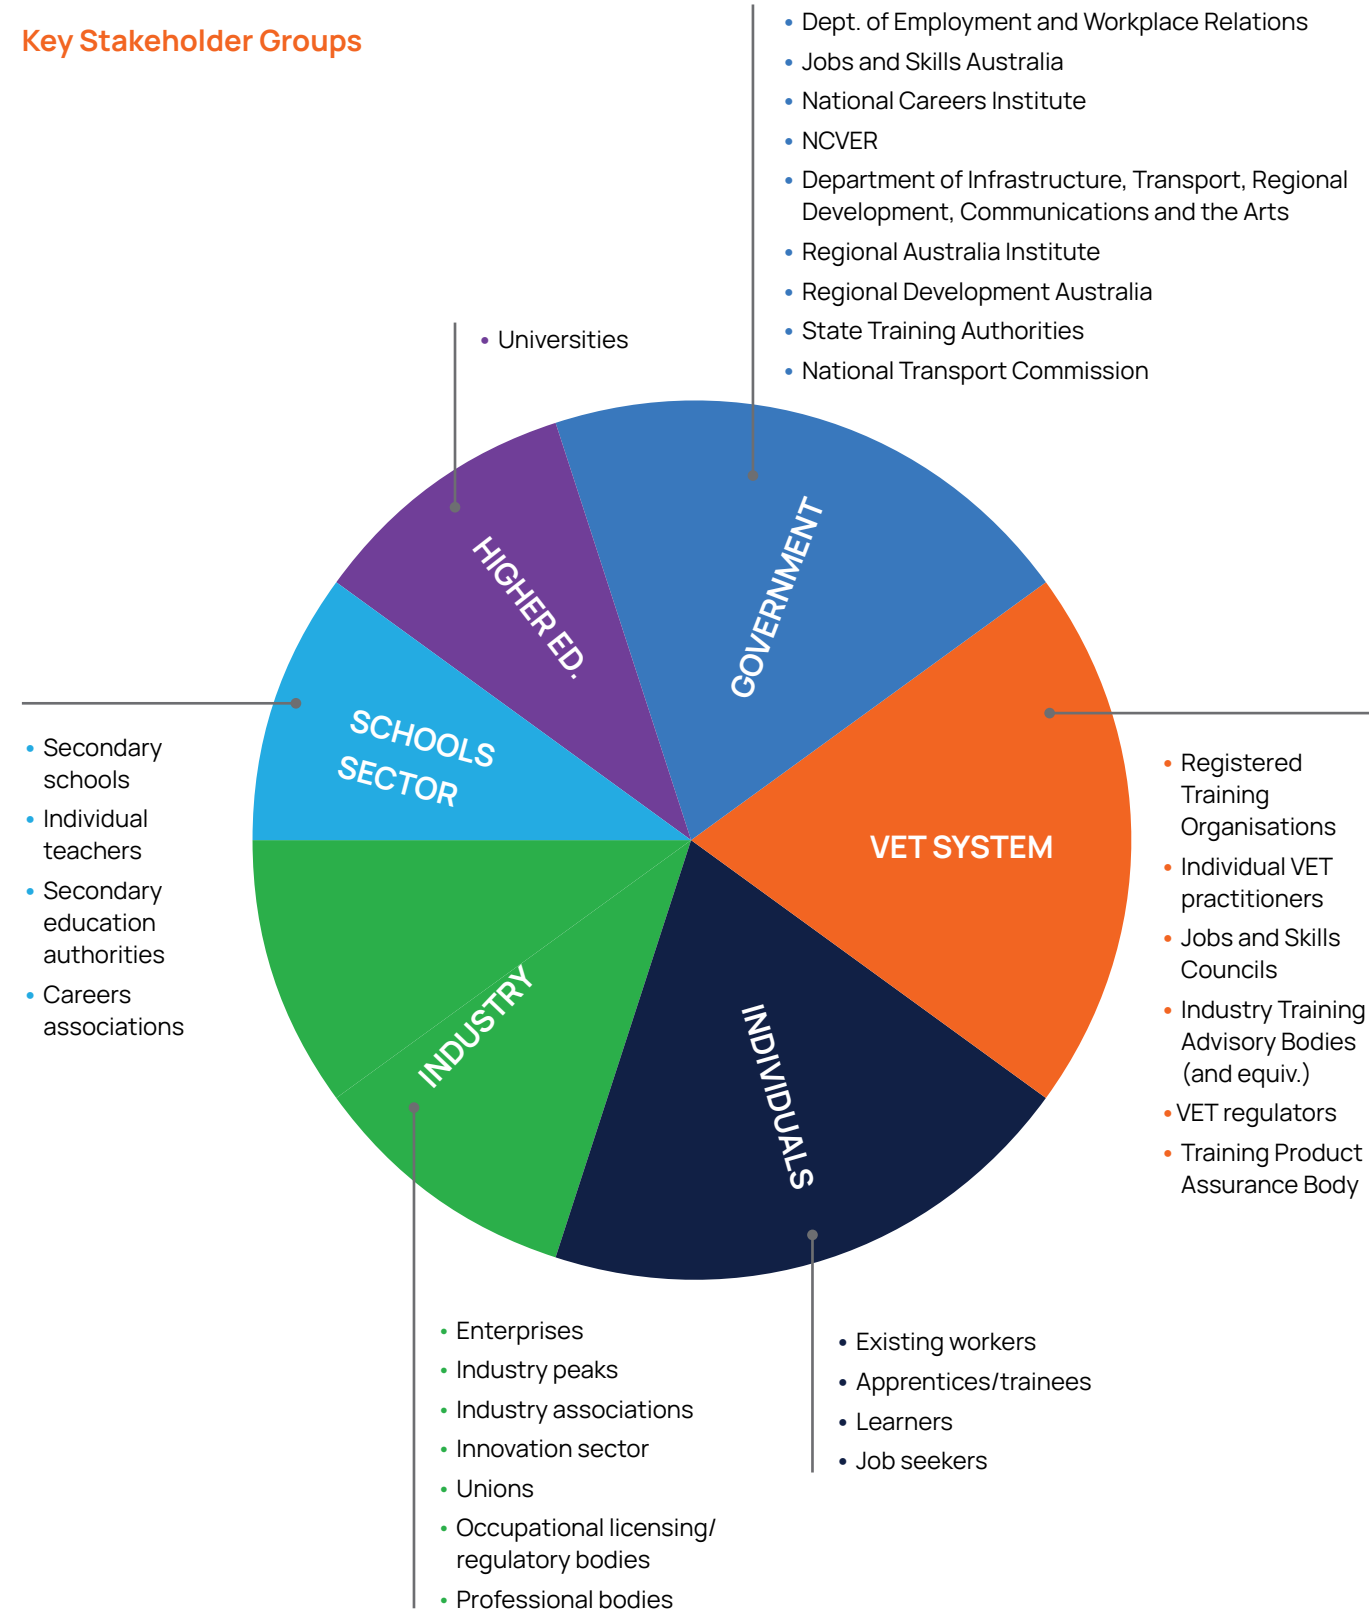 Key Stakeholder Groups
• Dept. of Employment and Workplace Relations
• Jobs and Skills Australia
• National Careers Institute
• NCVER
• Department of Infrastructure, Transport, Regional
Development, Communications and the Arts
• Regional Australia Institute
• Regional Development Australia
• State Training Authorities
• National Transport Commission
• Universities
HIGHER ED.
GOVERNMENT
SCHOOLS
SECTOR
VET SYSTEM
INDUSTRY
INDIVIDUALS
• Secondary
schools
• Individual
teachers
• Secondary
education
authorities
• Careers
associations
• Registered
Training
Organisations
• Individual VET
practitioners
• Jobs and Skills
Councils
• Industry Training
Advisory Bodies
(and equiv.)
• VET regulators
• Training Product
Assurance Body
• Enterprises
• Industry peaks
• Industry associations
• Innovation sector
• Unions
• Occupational licensing/
regulatory bodies
• Professional bodies
• Existing workers
• Apprentices/trainees
• Learners
• Job seekers